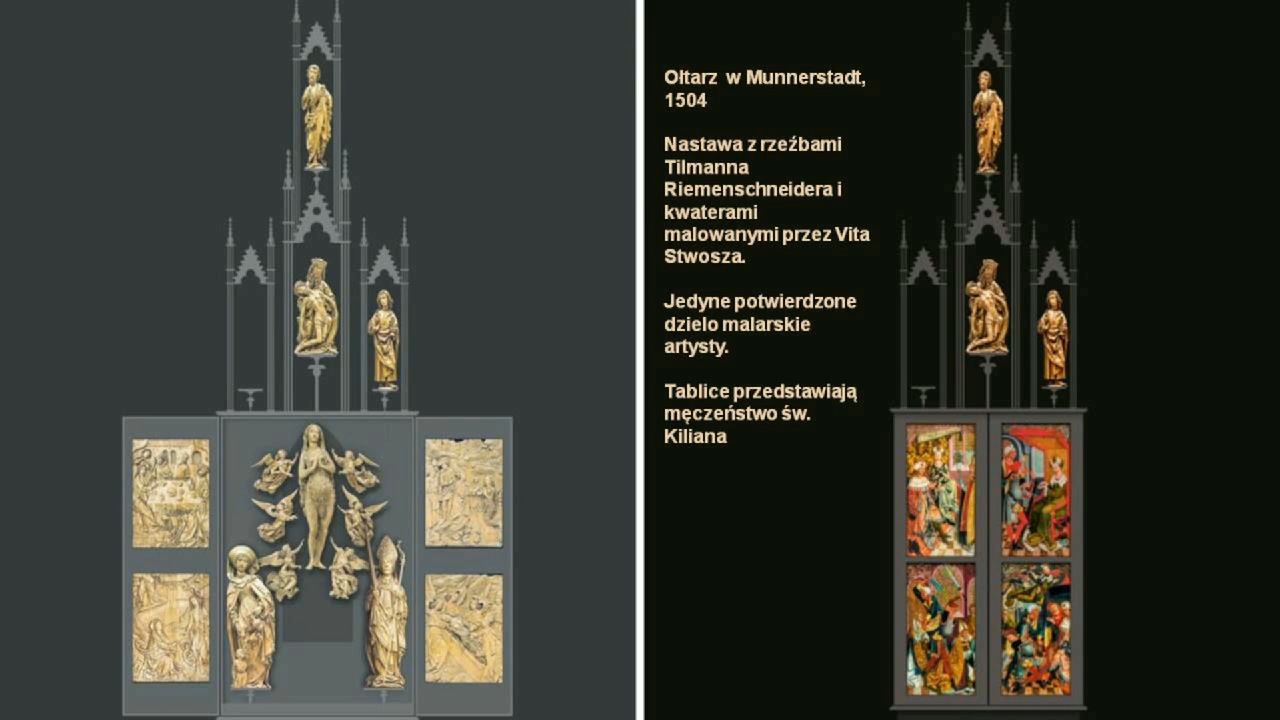 Ołtarz w Munnerstadt,
1504
Nastawa z rzeźbami
Tilmanna
Riemenschneidera i
kwaterami
malowanymi przez Vita
Stwosza.
Jedyne potwierdzone
dzielo malarskie
artysty.
Tablice przedstawiają
męczeństwo św.
Kiliana